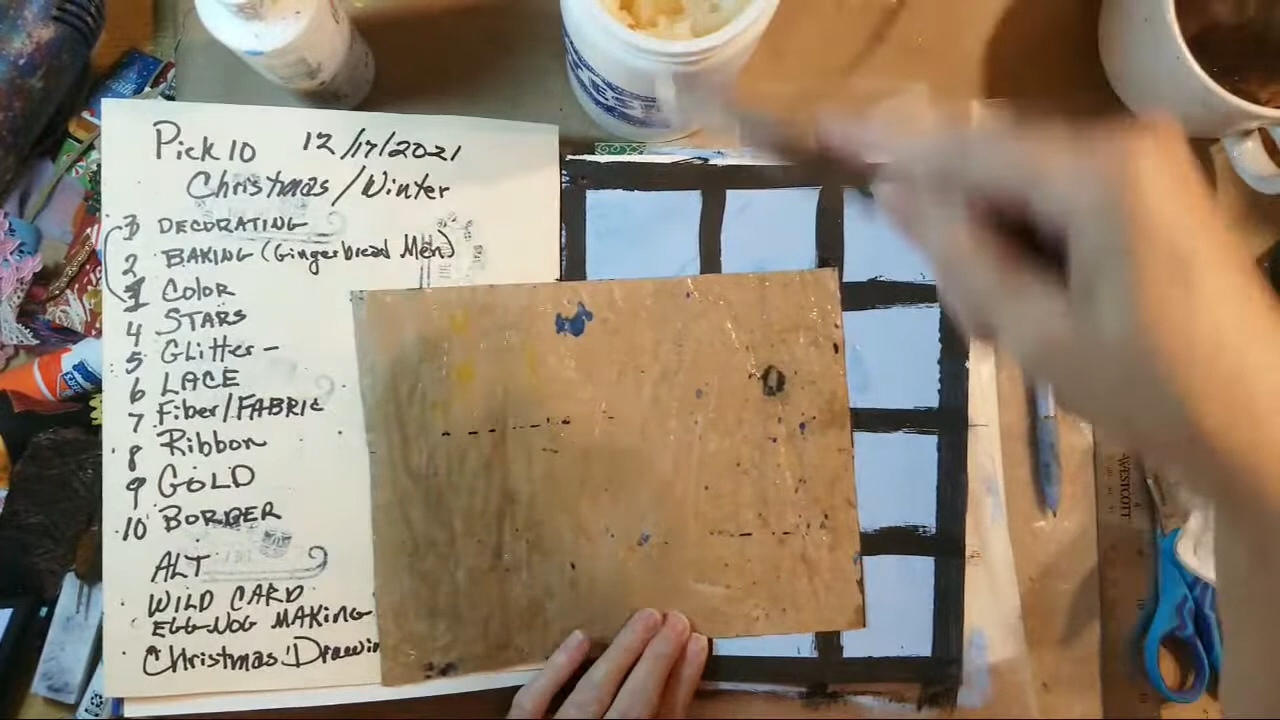 Pick 10 12/17/2021
Christmas/Winter
3 DECORATING
2 BAKING (Gingerbread Men)
1 Color
4 STARS
5 Glitter -
6 LACE
7 Fiber/FABRIC
8 Ribbon
9 GOLD
10 BORDER
ALT
WILD CARD
EGG-NOG MAKING
Christmas Drawin
WESTCOTT